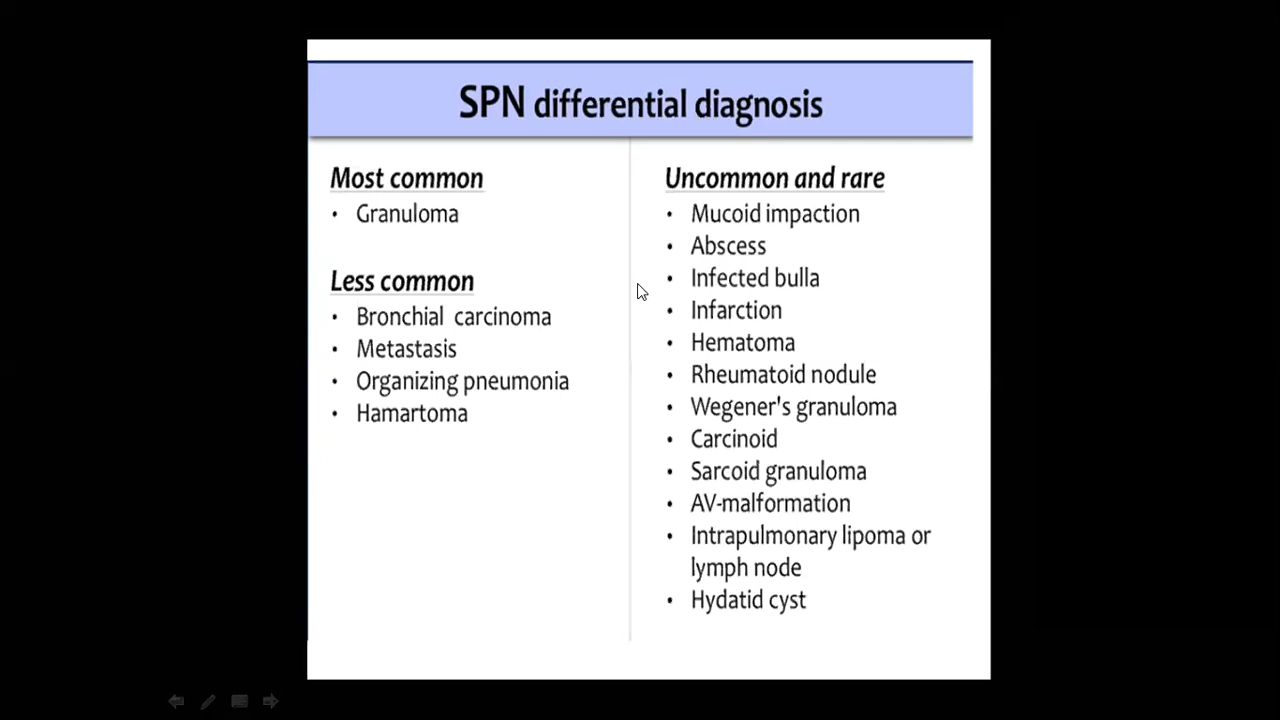 SPN differential diagnosis
Most common
• Granuloma
Less common
• Bronchial carcinoma
• Metastasis
• Organizing pneumonia
• Hamartoma
Uncommon and rare
• Mucoid impaction
• Abscess
• Infected bulla
• Infarction
• Hematoma
• Rheumatoid nodule
• Wegener's granuloma
• Carcinoid
• Sarcoid granuloma
• AV-malformation
• Intrapulmonary lipoma or
lymph node
• Hydatid cyst